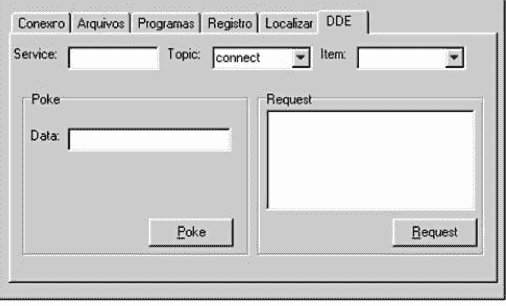 Conexro Arquivos Programas Registro Localizar DDE
Service: Topic: connect Item:
Poke Request
Data:
Poke Request